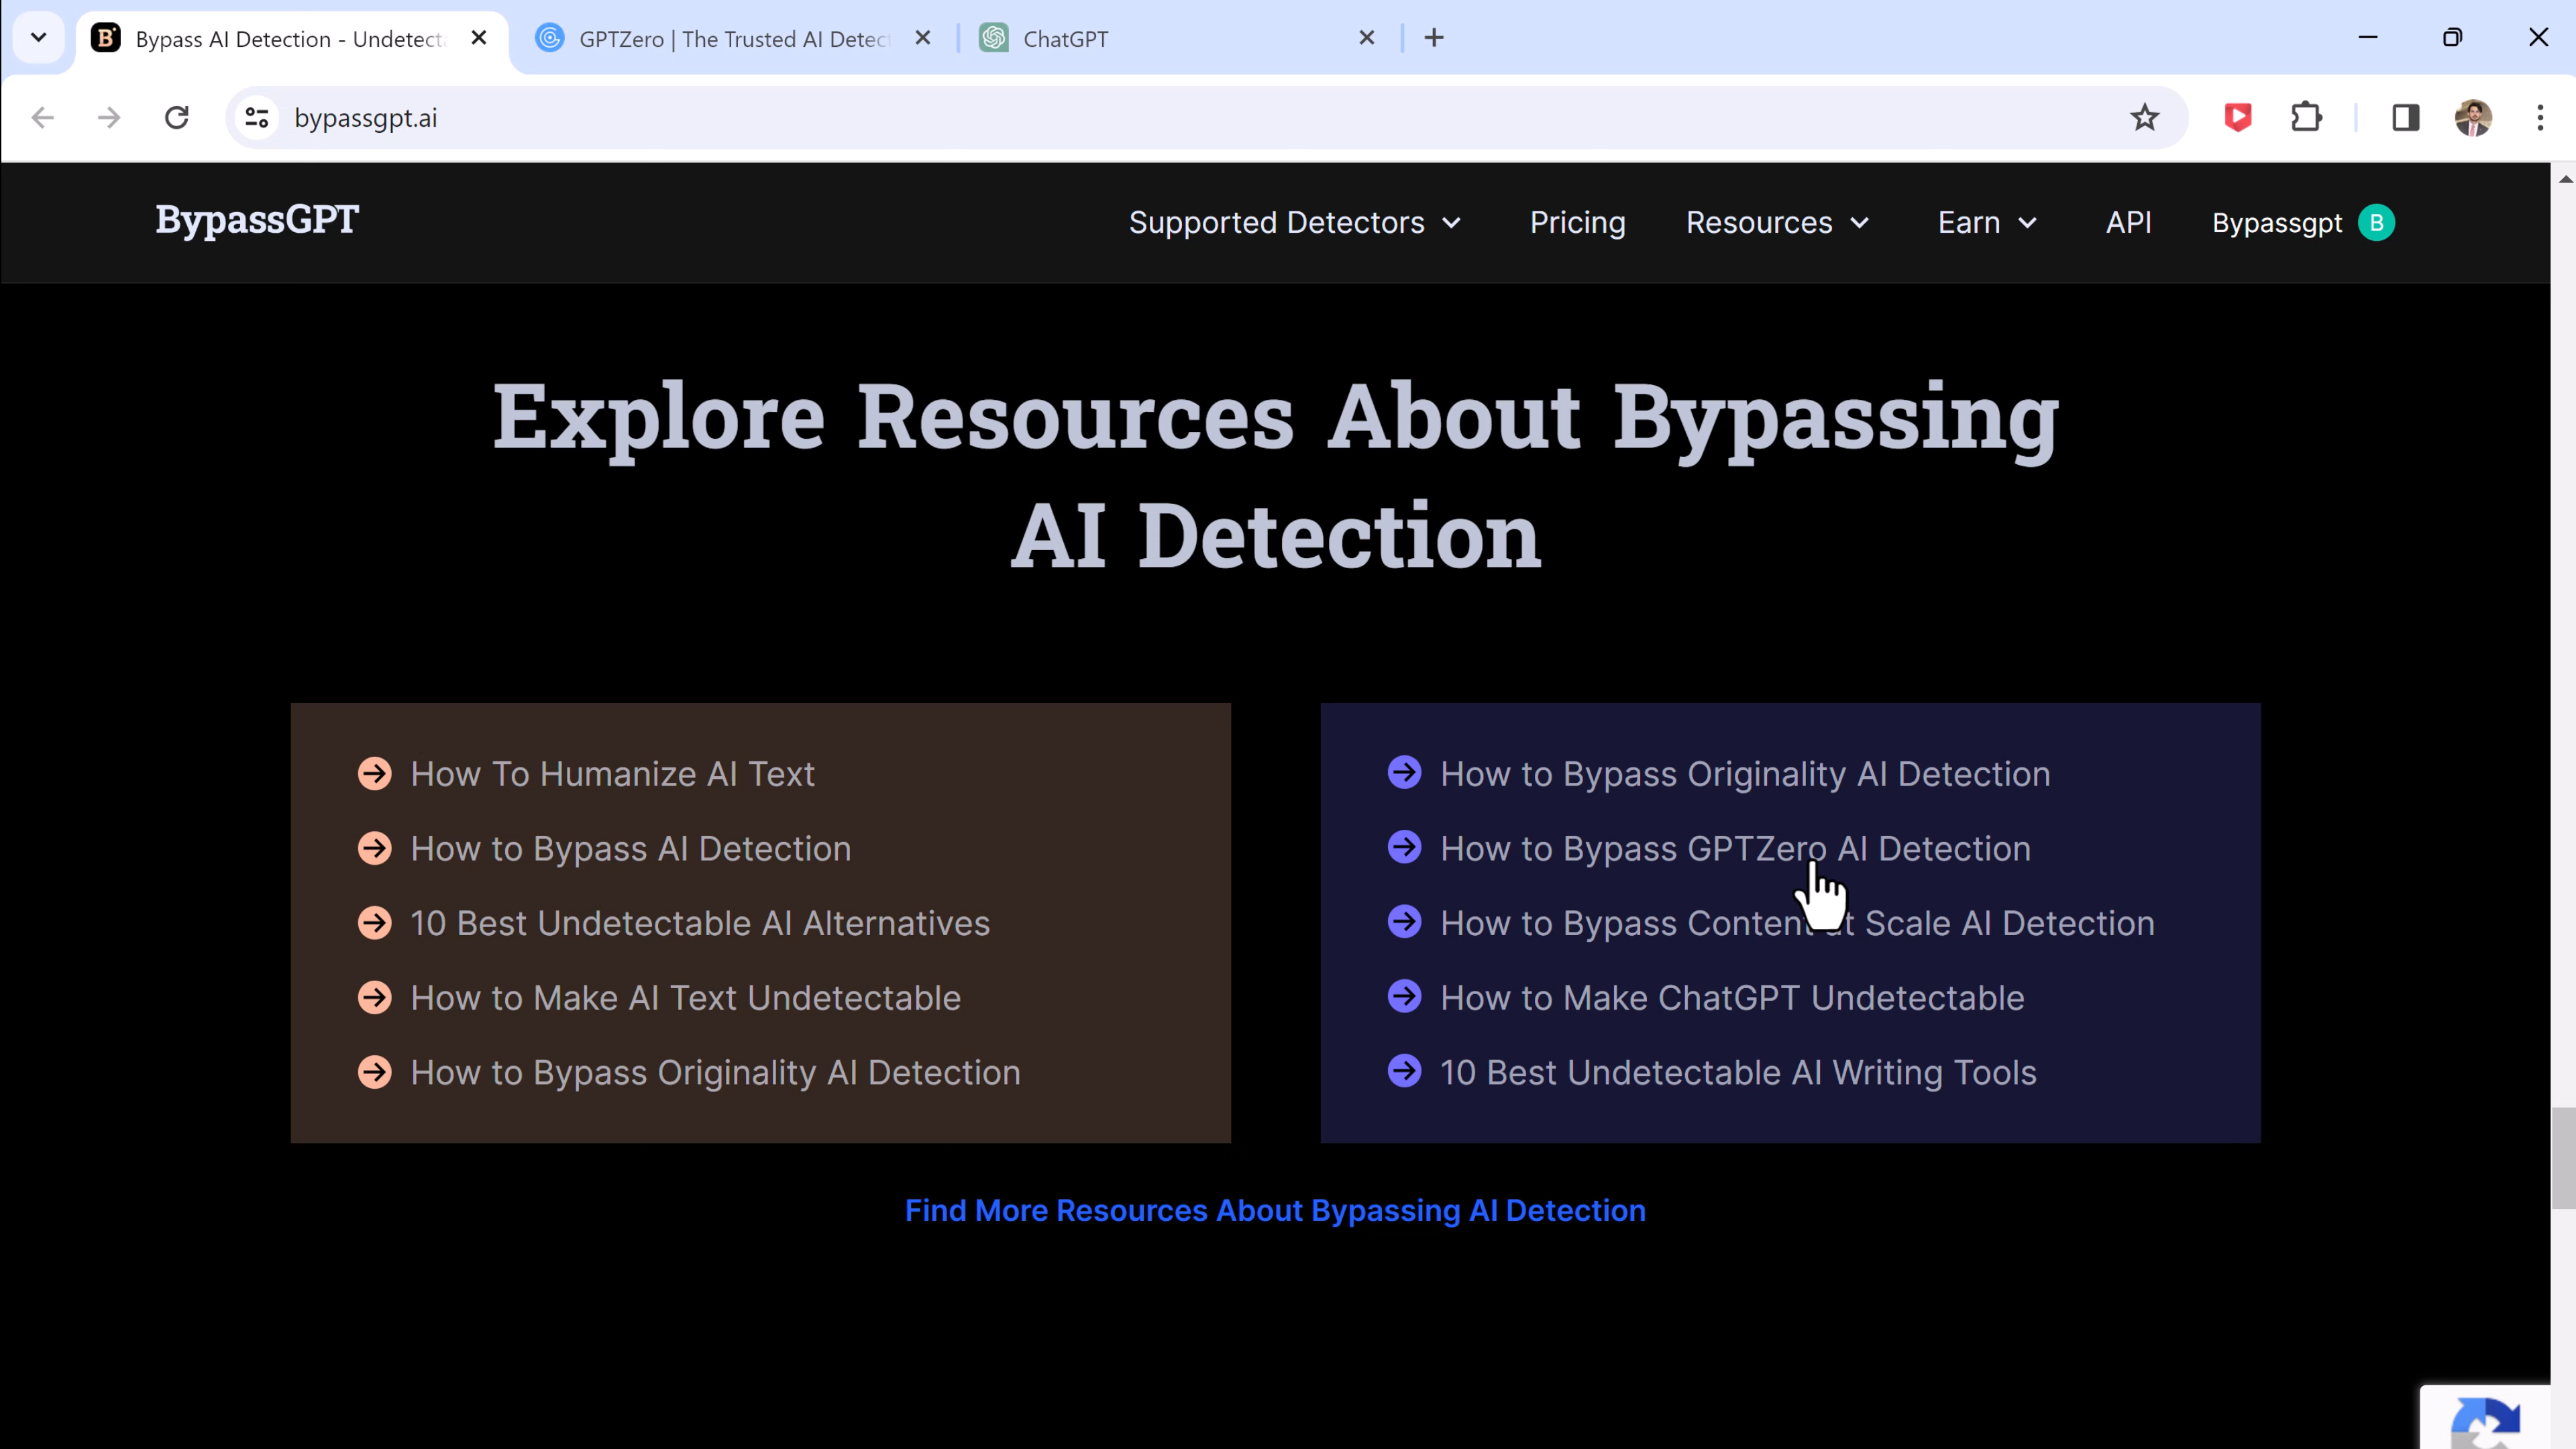 Bypass AI Detection - Undetect
GPTZero | The Trusted AI Detec
ChatGPT
bypassgpt.ai
BypassGPT
Supported Detectors
Pricing
Resources
Earn
API
Bypassgpt
B
Explore Resources About Bypassing
AI Detection
How To Humanize AI Text
How to Bypass AI Detection
10 Best Undetectable AI Alternatives
How to Make AI Text Undetectable
How to Bypass Originality AI Detection
How to Bypass Originality AI Detection
How to Bypass GPTZero AI Detection
How to Bypass Content at Scale AI Detection
How to Make ChatGPT Undetectable
10 Best Undetectable AI Writing Tools
Find More Resources About Bypassing AI Detection